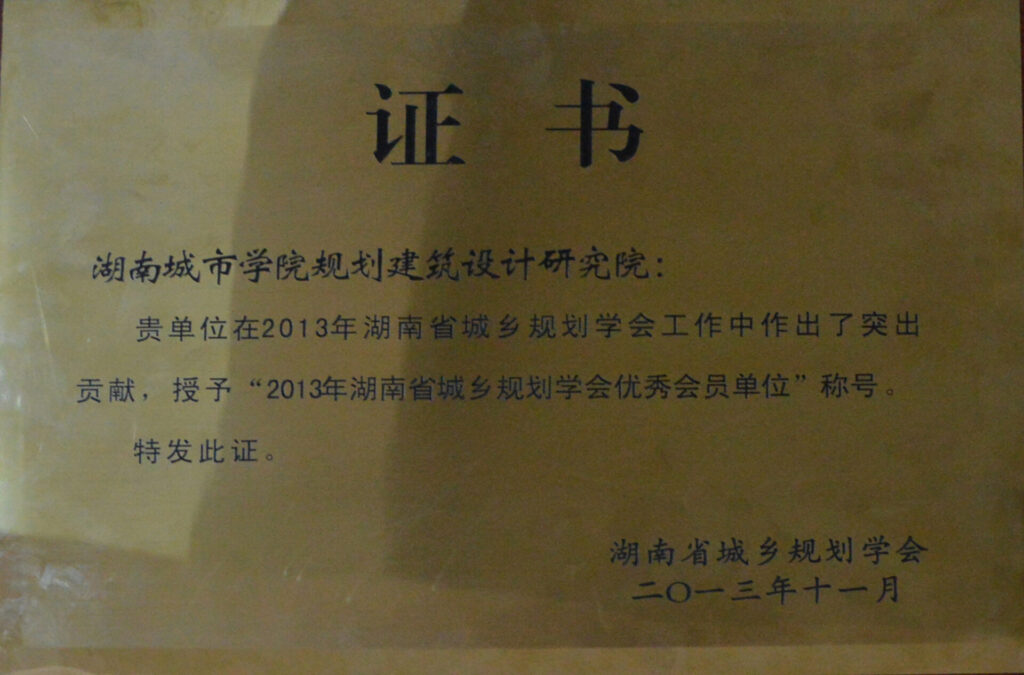 证书
湖南城市学院规划建筑设计研究院：
贵单位在2013年湖南省城乡规划学会工作中作出了突出
贡献，授予“2013年湖南省城乡规划学会优秀会员单位”称号。
特发此证。
湖南省城乡规划学会
二〇一三年十一月